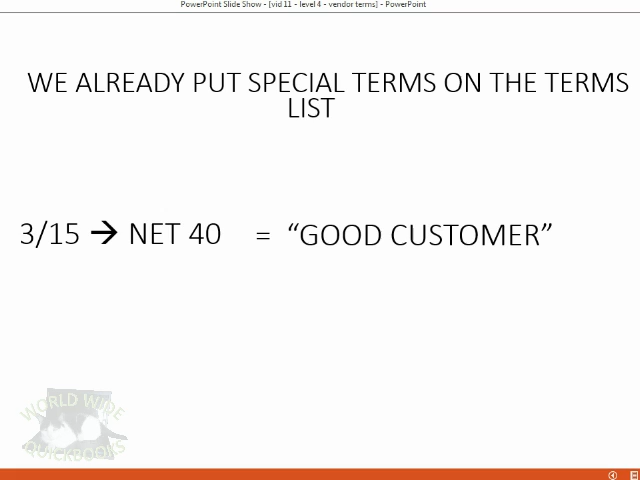 PowerPoint Slide Show - [vid 11 - level 4 - vendor terms] - PowerPoint
WE ALREADY PUT SPECIAL TERMS ON THE TERMS
LIST
3/15 → NET 40 = “GOOD CUSTOMER”
WORLD WIDE
QUICKBOOKS